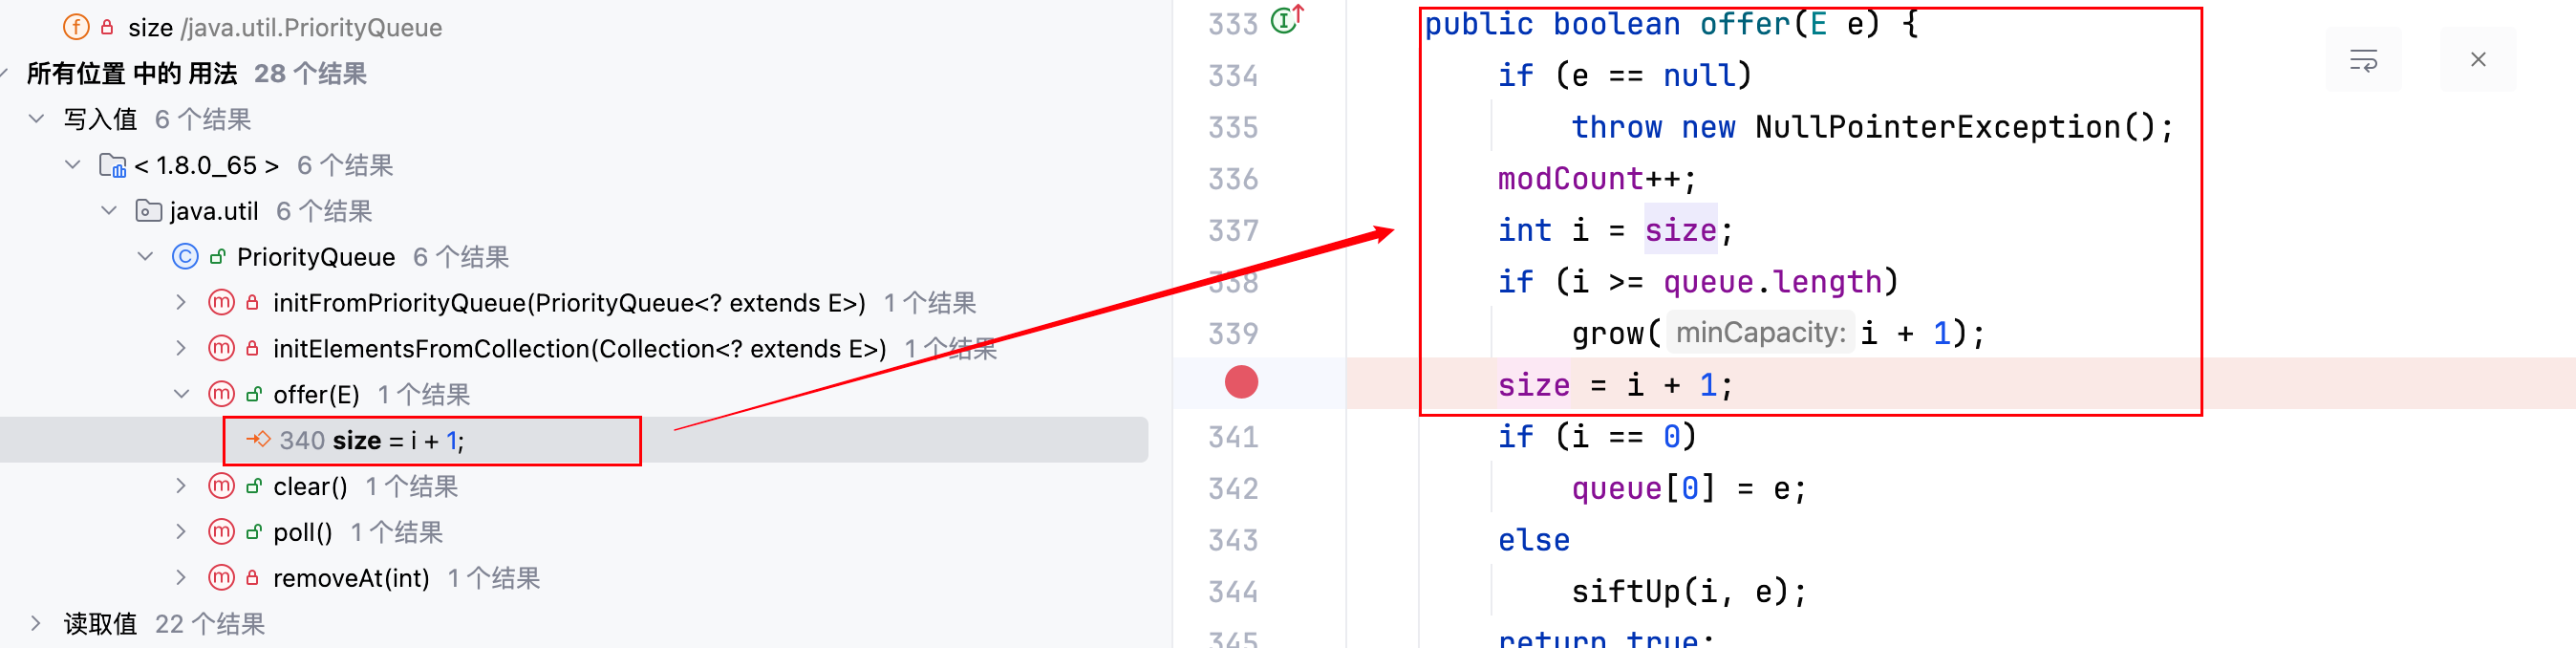 size /java.util.PriorityQueue
所有位置 中的 用法 28 个结果
写入值 6 个结果
< 1.8.0_65 > 6 个结果
java.util 6 个结果
PriorityQueue 6 个结果
initFromPriorityQueue(PriorityQueue<? extends E>) 1 个结果
initElementsFromCollection(Collection<? extends E>) 1 个结果
offer(E) 1 个结果
340 size = i + 1;
clear() 1 个结果
poll() 1 个结果
removeAt(int) 1 个结果
读取值 22 个结果
333 public boolean offer(E e) {
334 if (e == null)
335 throw new NullPointerException();
336 modCount++;
337 int i = size;
338 if (i >= queue.length)
339 grow( minCapacity: i + 1);
size = i + 1;
341 if (i == 0)
342 queue[0] = e;
343 else
344 siftUp(i, e);
345 return true;